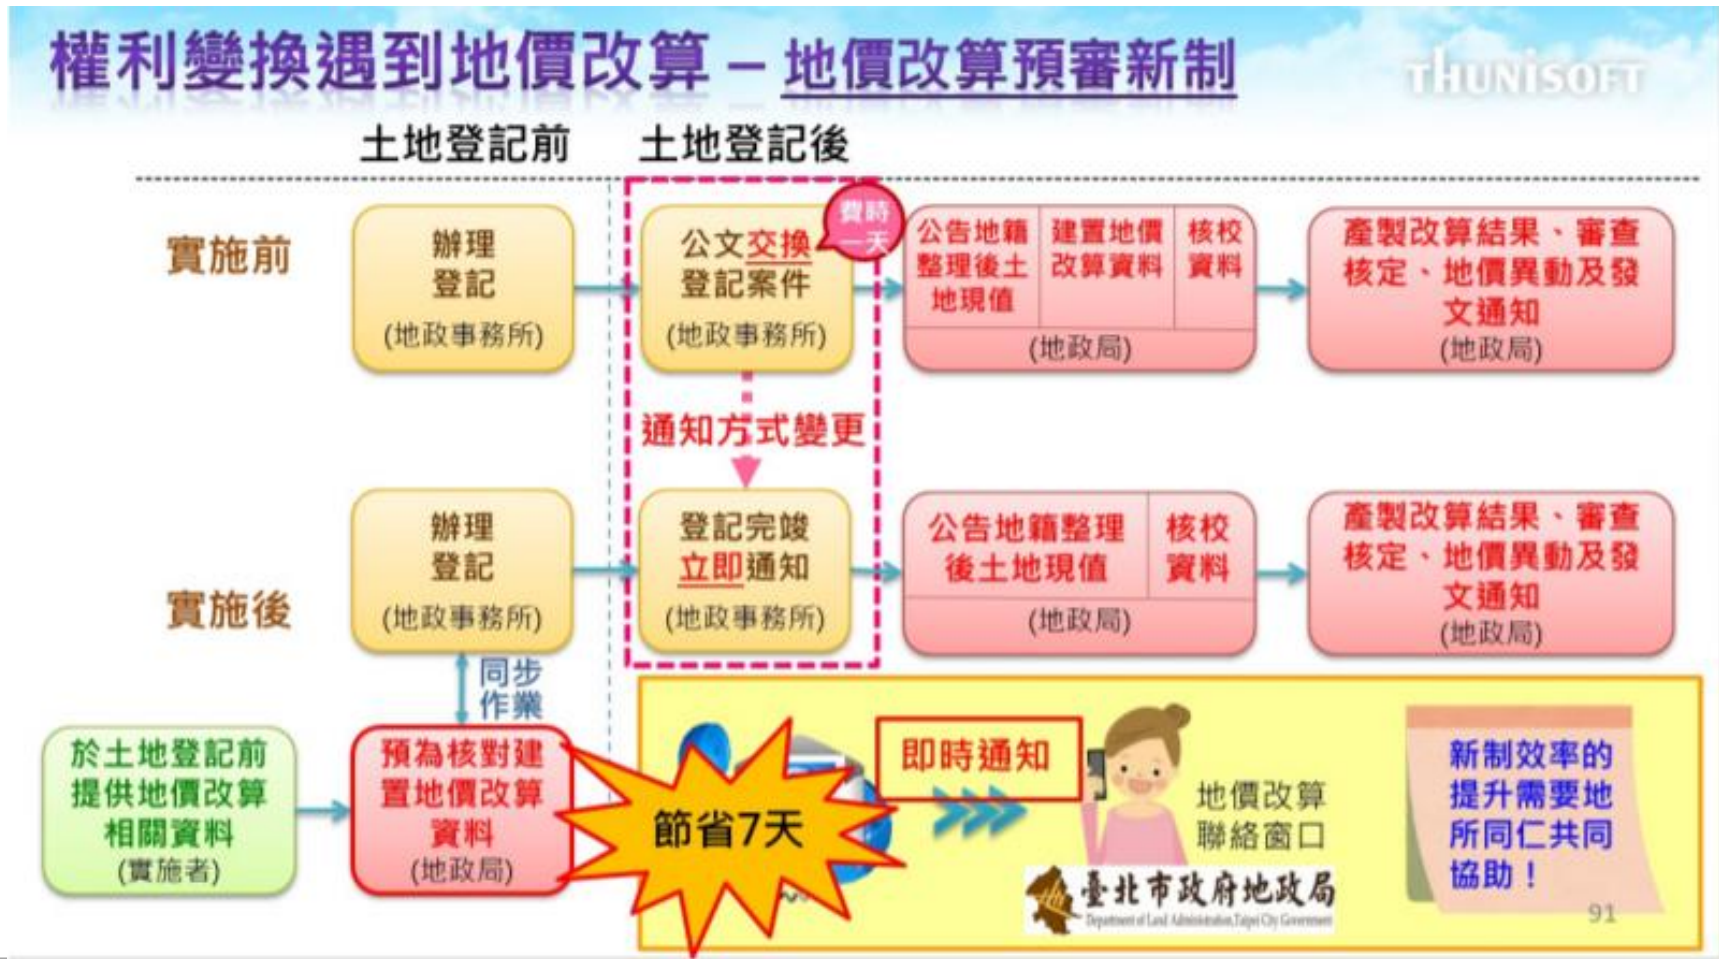 權利變換遇到地價改算 – 地價改算預審新制
THUNISOFT
土地登記前
土地登記後
實施前
辦理
登記
(地政事務所)
公文交換
登記案件
(地政事務所)
費時
一天
公告地籍
整理後土
地現值
建置地價
改算資料
核校
資料
(地政局)
產製改算結果、審查
核定、地價異動及發
文通知
(地政局)
通知方式變更
實施後
辦理
登記
(地政事務所)
登記完竣
立即通知
(地政事務所)
公告地籍整理
後土地現值
核校
資料
(地政局)
產製改算結果、審查
核定、地價異動及發
文通知
(地政局)
同步
作業
於土地登記前
提供地價改算
相關資料
(實施者)
預為核對建
置地價改算
資料
(地政局)
節省7天
即時通知
地價改算
聯絡窗口
臺北市政府地政局
Department of Land Administration,Taipei City Government
新制效率的
提升需要地
所同仁共同
協助！
91